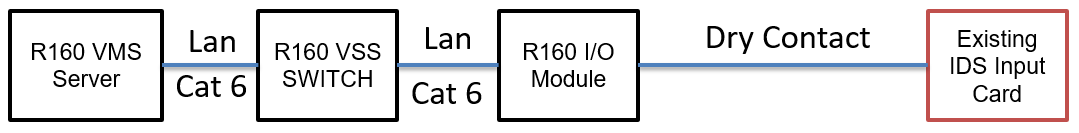 R160 VMS
Server
Lan
Cat 6
R160 VSS
SWITCH
Lan
Cat 6
R160 I/O
Module
Dry Contact
Existing
IDS Input
Card